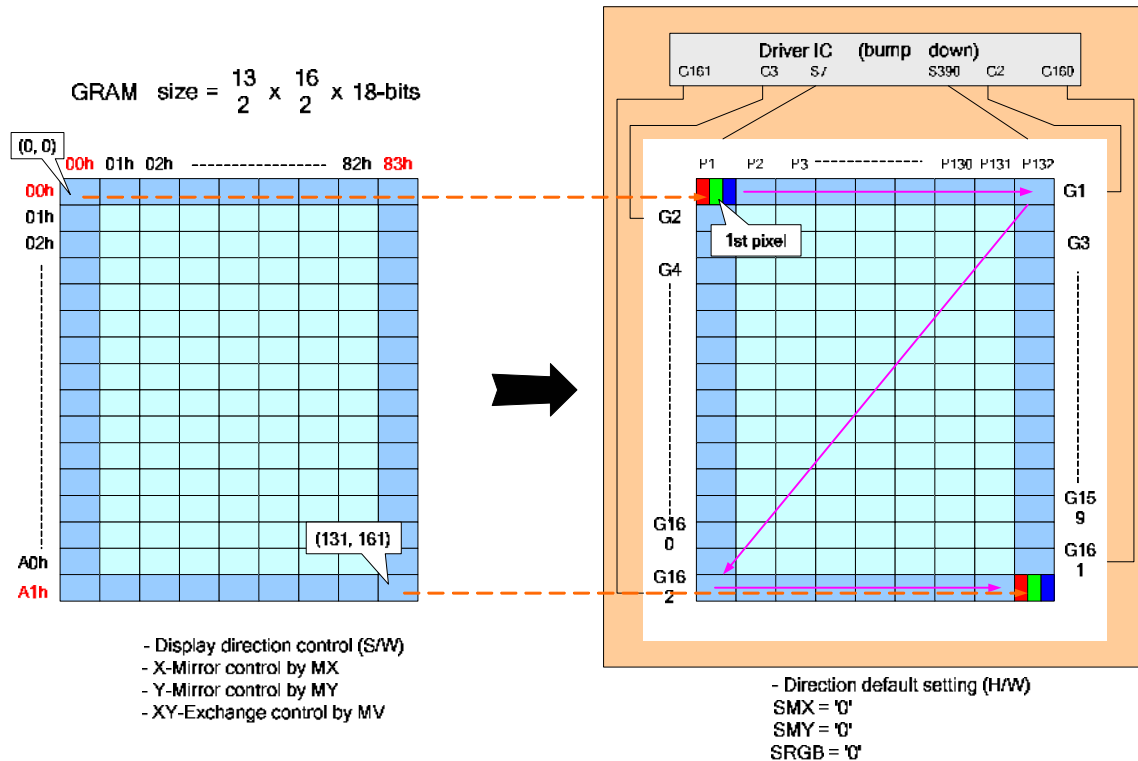 GRAM size = 13/2 x 16/2 x 18-bits
(0, 0)
00h 01h 02h 82h 83h
00h
01h
02h
A0h
A1h
(131, 161)
- Display direction control (S/W)
- X-Mirror control by MX
- Y-Mirror control by MY
- XY-Exchange control by MV
Driver IC (bump down)
C161 C3 S7 S390 C2 C160
P1 P2 P3 P130 P131 P132
G1
G2
1st pixel
G3
G4
G15
9
G16
0
G16
1
G16
2
- Direction default setting (H/W)
SMX = '0'
SMY = '0'
SRGB = '0'